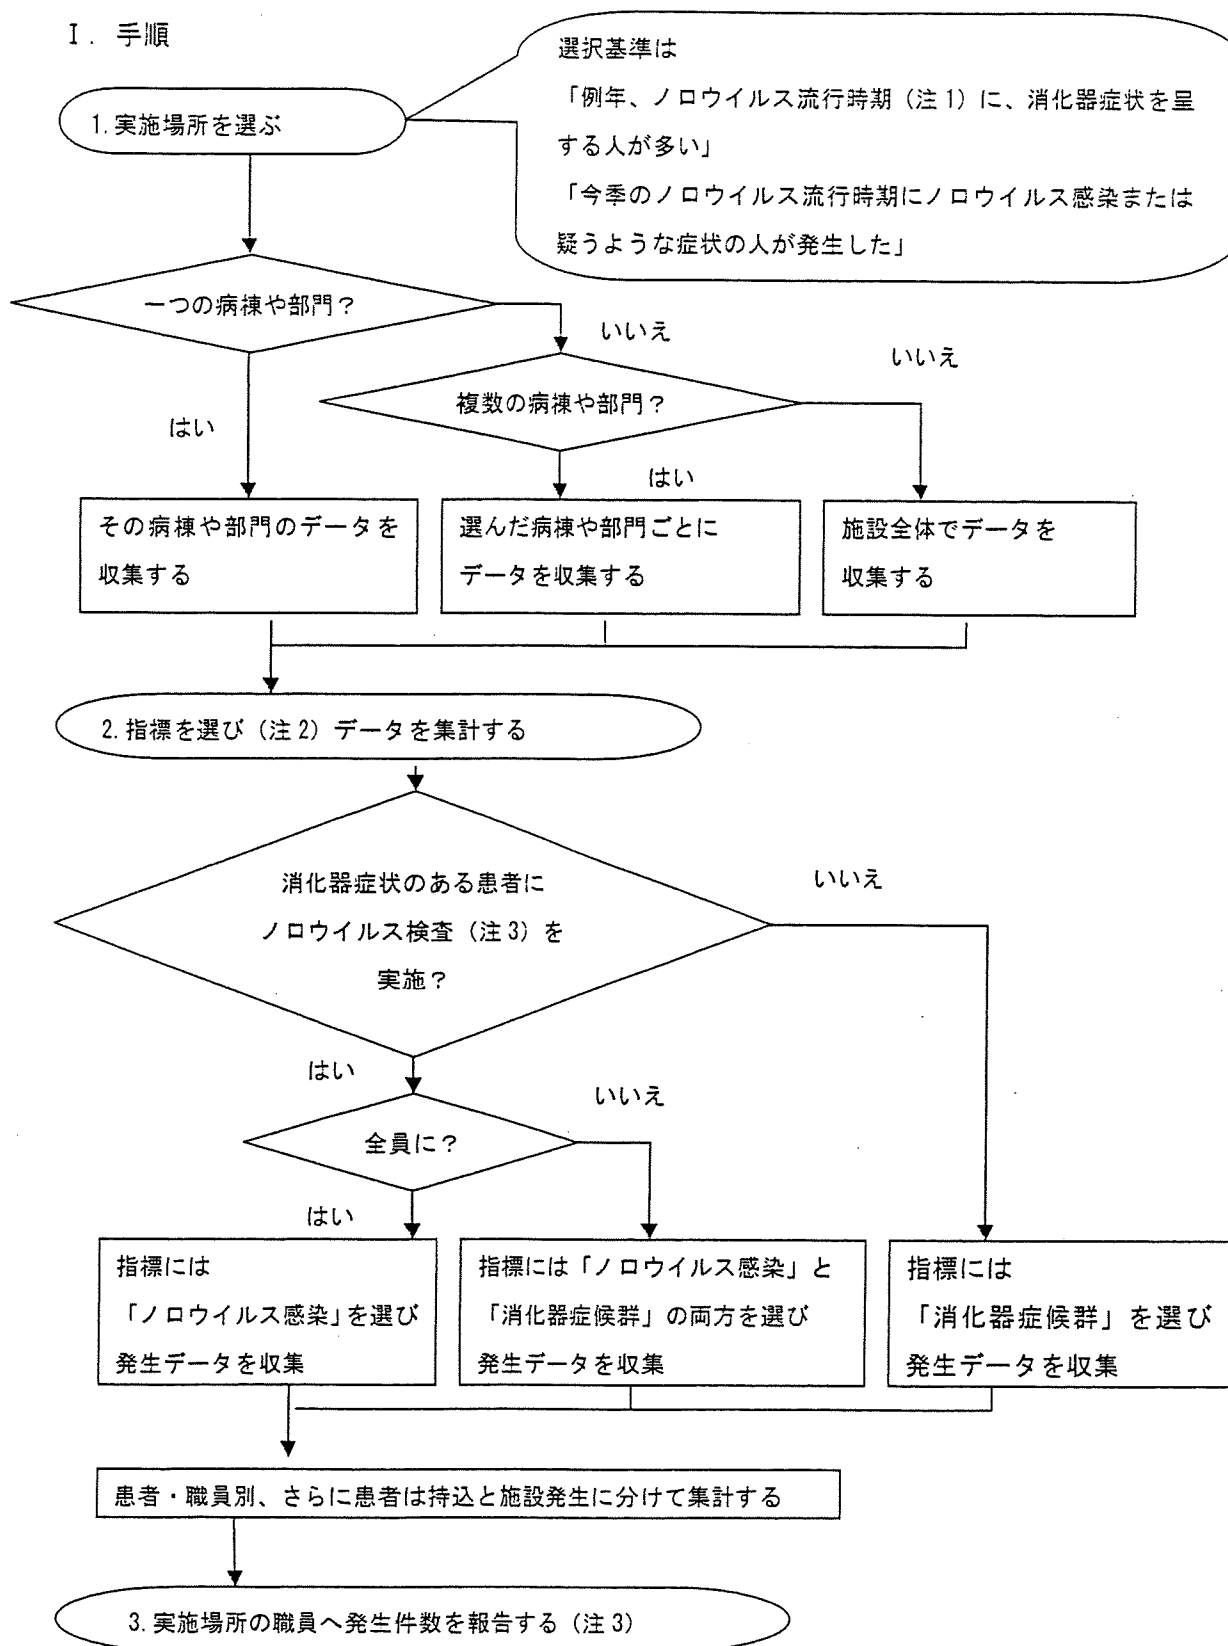 Ⅰ. 手順
選択基準は
「例年、ノロウイルス流行時期（注1）に、消化器症状を呈
する人が多い」
「今季のノロウイルス流行時期にノロウイルス感染または
疑うような症状の人が発生した」
1.実施場所を選ぶ
一つの病棟や部門？
いいえ
いいえ
複数の病棟や部門？
はい
はい
その病棟や部門のデータを
収集する
選んだ病棟や部門ごとに
データを収集する
施設全体でデータを
収集する
2.指標を選び（注2）データを集計する
消化器症状のある患者に
ノロウイルス検査（注3）を
実施？
いいえ
はい
いいえ
全員に？
はい
指標には
「ノロウイルス感染」を選び
発生データを収集
指標には「ノロウイルス感染」と
「消化器症候群」の両方を選び
発生データを収集
指標には
「消化器症候群」を選び
発生データを収集
患者・職員別、さらに患者は持込と施設発生に分けて集計する
3.実施場所の職員へ発生件数を報告する（注3）